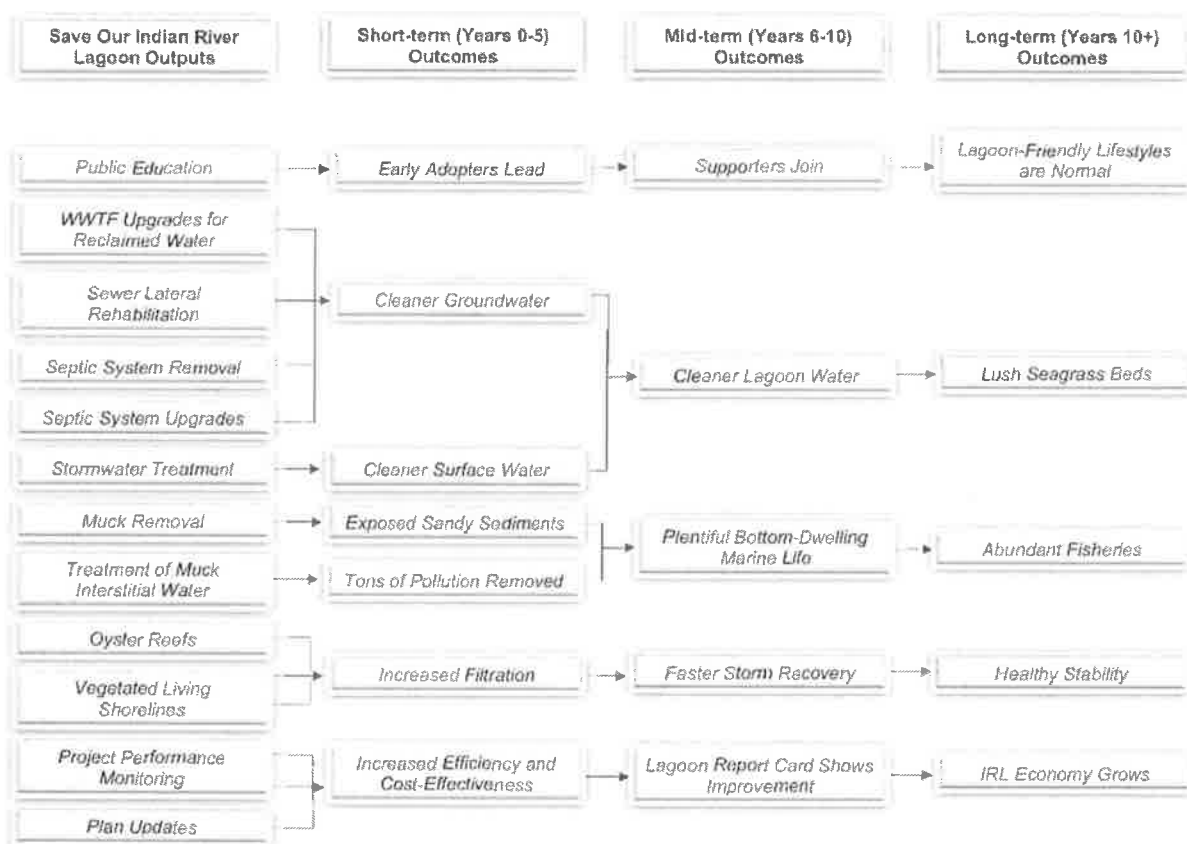 Save Our Indian River
Lagoon Outputs
Short-term (Years 0-5)
Outcomes
Mid-term (Years 6-10)
Outcomes
Long-term (Years 10+)
Outcomes
Public Education
Early Adopters Lead
Supporters Join
Lagoon-Friendly Lifestyles
are Normal
WWTF Upgrades for
Reclaimed Water
Sewer Lateral
Rehabilitation
Cleaner Groundwater
Septic System Removal
Cleaner Lagoon Water
Lush Seagrass Beds
Septic System Upgrades
Stormwater Treatment
Cleaner Surface Water
Muck Removal
Exposed Sandy Sediments
Plentiful Bottom-Dwelling
Marine Life
Abundant Fisheries
Treatment of Muck
Interstitial Water
Tons of Pollution Removed
Oyster Reefs
Vegetated Living
Shorelines
Increased Filtration
Faster Storm Recovery
Healthy Stability
Project Performance
Monitoring
Increased Efficiency and
Cost-Effectiveness
Lagoon Report Card Shows
Improvement
IRL Economy Grows
Plan Updates